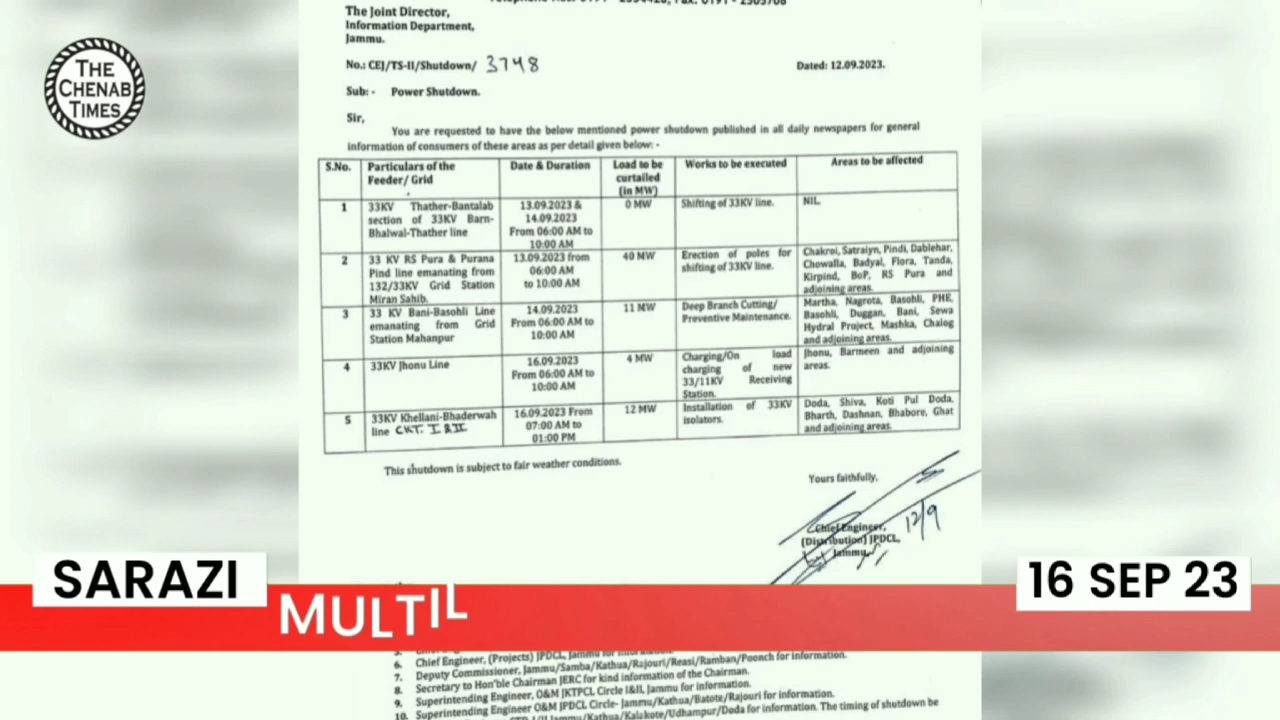 The Joint Director,
Information Department,
Jammu.
THE
CHENAB
TIMES
No.: CEJ/TS-II/Shutdown/ 3748
Dated: 12.09.2023.
Sub: - Power Shutdown.
Sir,
You are requested to have the below mentioned power shutdown published in all daily newspapers for general
information of consumers of these areas as per detail given below: -
S.No. Particulars of the Feeder/ Grid Date & Duration Load to be curtailed (in MW) Works to be executed Areas to be affected
1 33KV Thather-Bantalab section of 33KV Barn-Bhalwal-Thather line 13.09.2023 & 14.09.2023 From 06:00 AM to 10:00 AM 0 MW Shifting of 33KV line. NIL
2 33 KV RS Pura & Purana Pind line emanating from 132/33KV Grid Station Miran Sahib. 13.09.2023 from 06:00 AM to 10:00 AM 40 MW Erection of poles for shifting of 33KV line. Chakroi, Satraiyn, Pindi, Dablehar, Chowalla, Badyal, Flora, Tanda, Kirpind, BoP, RS Pura and adjoining areas.
3 33 KV Bani-Basohli Line emanating from Grid Station Mahanpur 14.09.2023 From 06:00 AM to 10:00 AM 11 MW Deep Branch Cutting/ Preventive Maintenance. Martha, Nagrota, Basohli, PHE, Basohli, Duggan, Bani, Sewa Hydral Project, Mashka, Chalog and adjoining areas.
4 33KV Jhonu Line 16.09.2023 From 06:00 AM to 10:00 AM 4 MW Charging/On load charging of new 33/11KV Receiving Station. Jhonu, Barmeen and adjoining areas.
5 33KV Khellani-Bhaderwah line CKT. I & II 16.09.2023 From 07:00 AM to 01:00 PM 12 MW Installation of 33KV isolators. Doda, Shiva, Koti Pul Doda, Bharth, Dashnan, Bhabore, Ghat and adjoining areas.
This shutdown is subject to fair weather conditions.
Yours faithfully,
Chief Engineer,
(Distribution) JPDCL,
Jammu.
12/9
SARAZI
16 SEP 23
MULTIL
6. Chief Engineer, (Projects) JPDCL, Jammu for
7. Deputy Commissioner, Jammu/Samba/Kathua/Rajouri/Reasi/Ramban/Poonch for information.
8. Secretary to Hon'ble Chairman JERC for kind information of the Chairman.
9. Superintending Engineer, O&M JKTPCL Circle I&II, Jammu for information.
10. Superintending Engineer O&M JPDCL Circle- Jammu/Kathua/Batote/Rajouri for information.
Jammu/Kathua/Kalakote/Udhampur/Doda for information. The timing of shutdown be